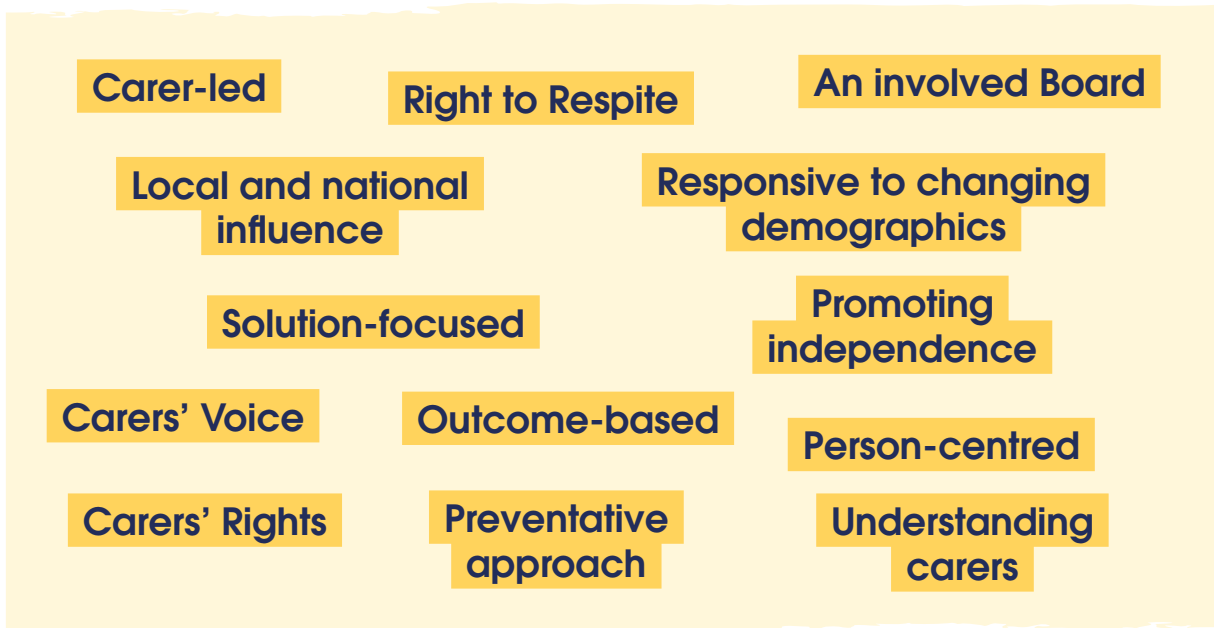 Carer-led
Right to Respite
An involved Board
Local and national
influence
Responsive to changing
demographics
Solution-focused
Promoting
independence
Carers’ Voice
Outcome-based
Person-centred
Carers’ Rights
Preventative
approach
Understanding
carers